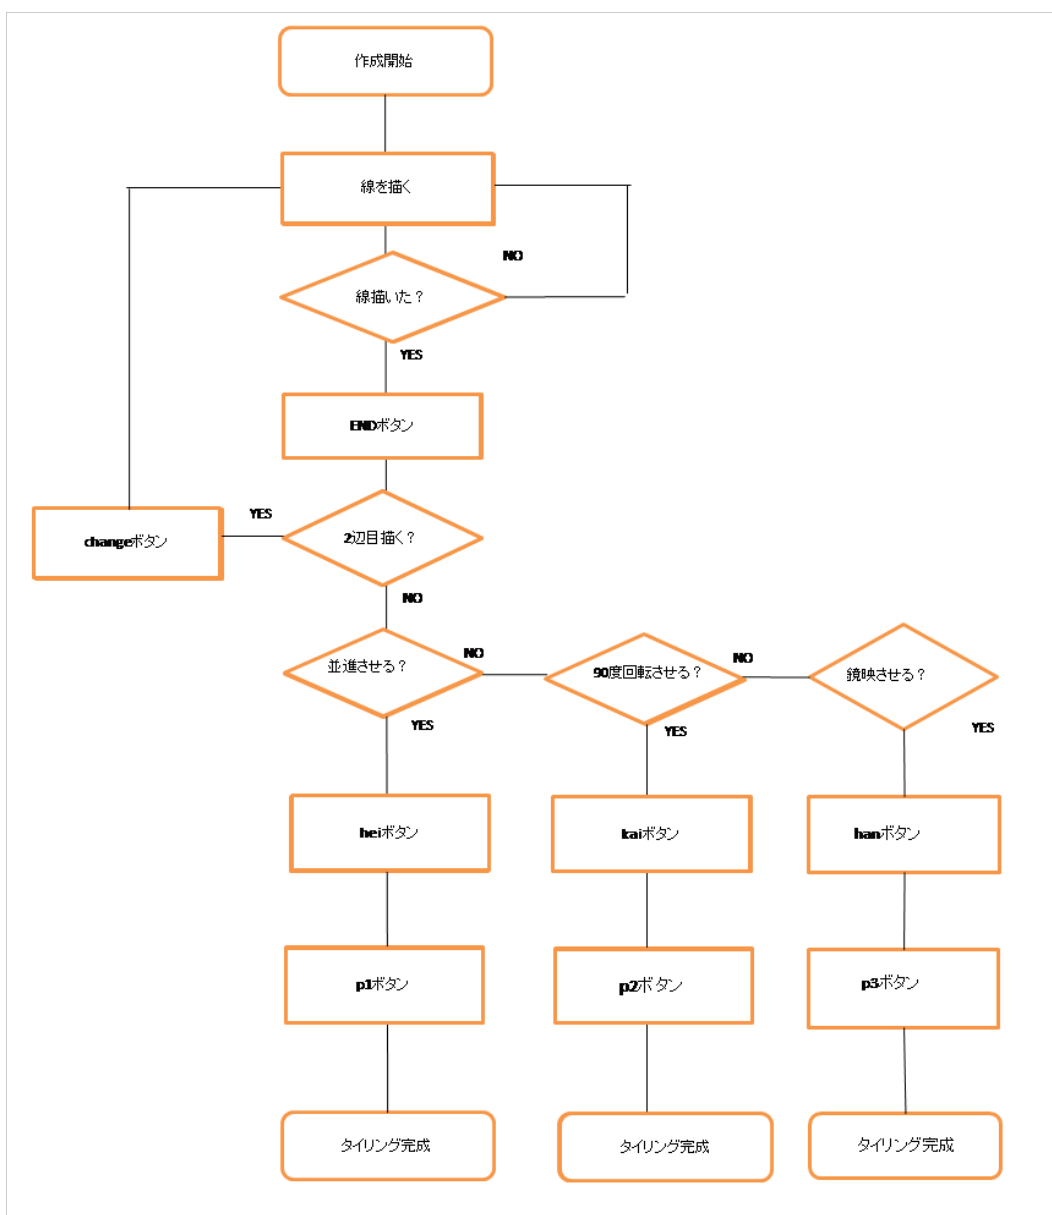 作成開始
線を描く
NO
線描いた？
YES
ENDボタン
YES
2辺目描く？
changeボタン
NO
並進させる？
NO
90度回転させる？
NO
鏡映させる？
YES
YES
YES
heiボタン
kaiボタン
hanボタン
p1ボタン
p2ボタン
p3ボタン
タイリング完成
タイリング完成
タイリング完成